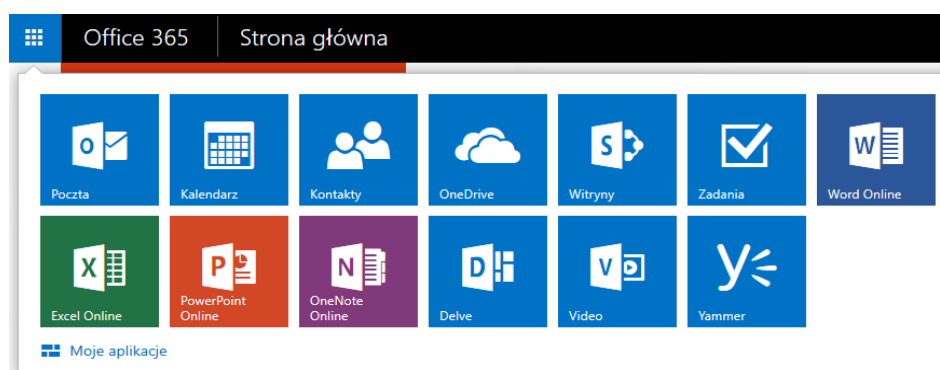 Office 365
Strona główna
Poczta
Kalendarz
Kontakty
OneDrive
Witryny
Zadania
Word Online
Excel Online
PowerPoint
Online
OneNote
Online
Delve
Video
Yammer
Moje aplikacje